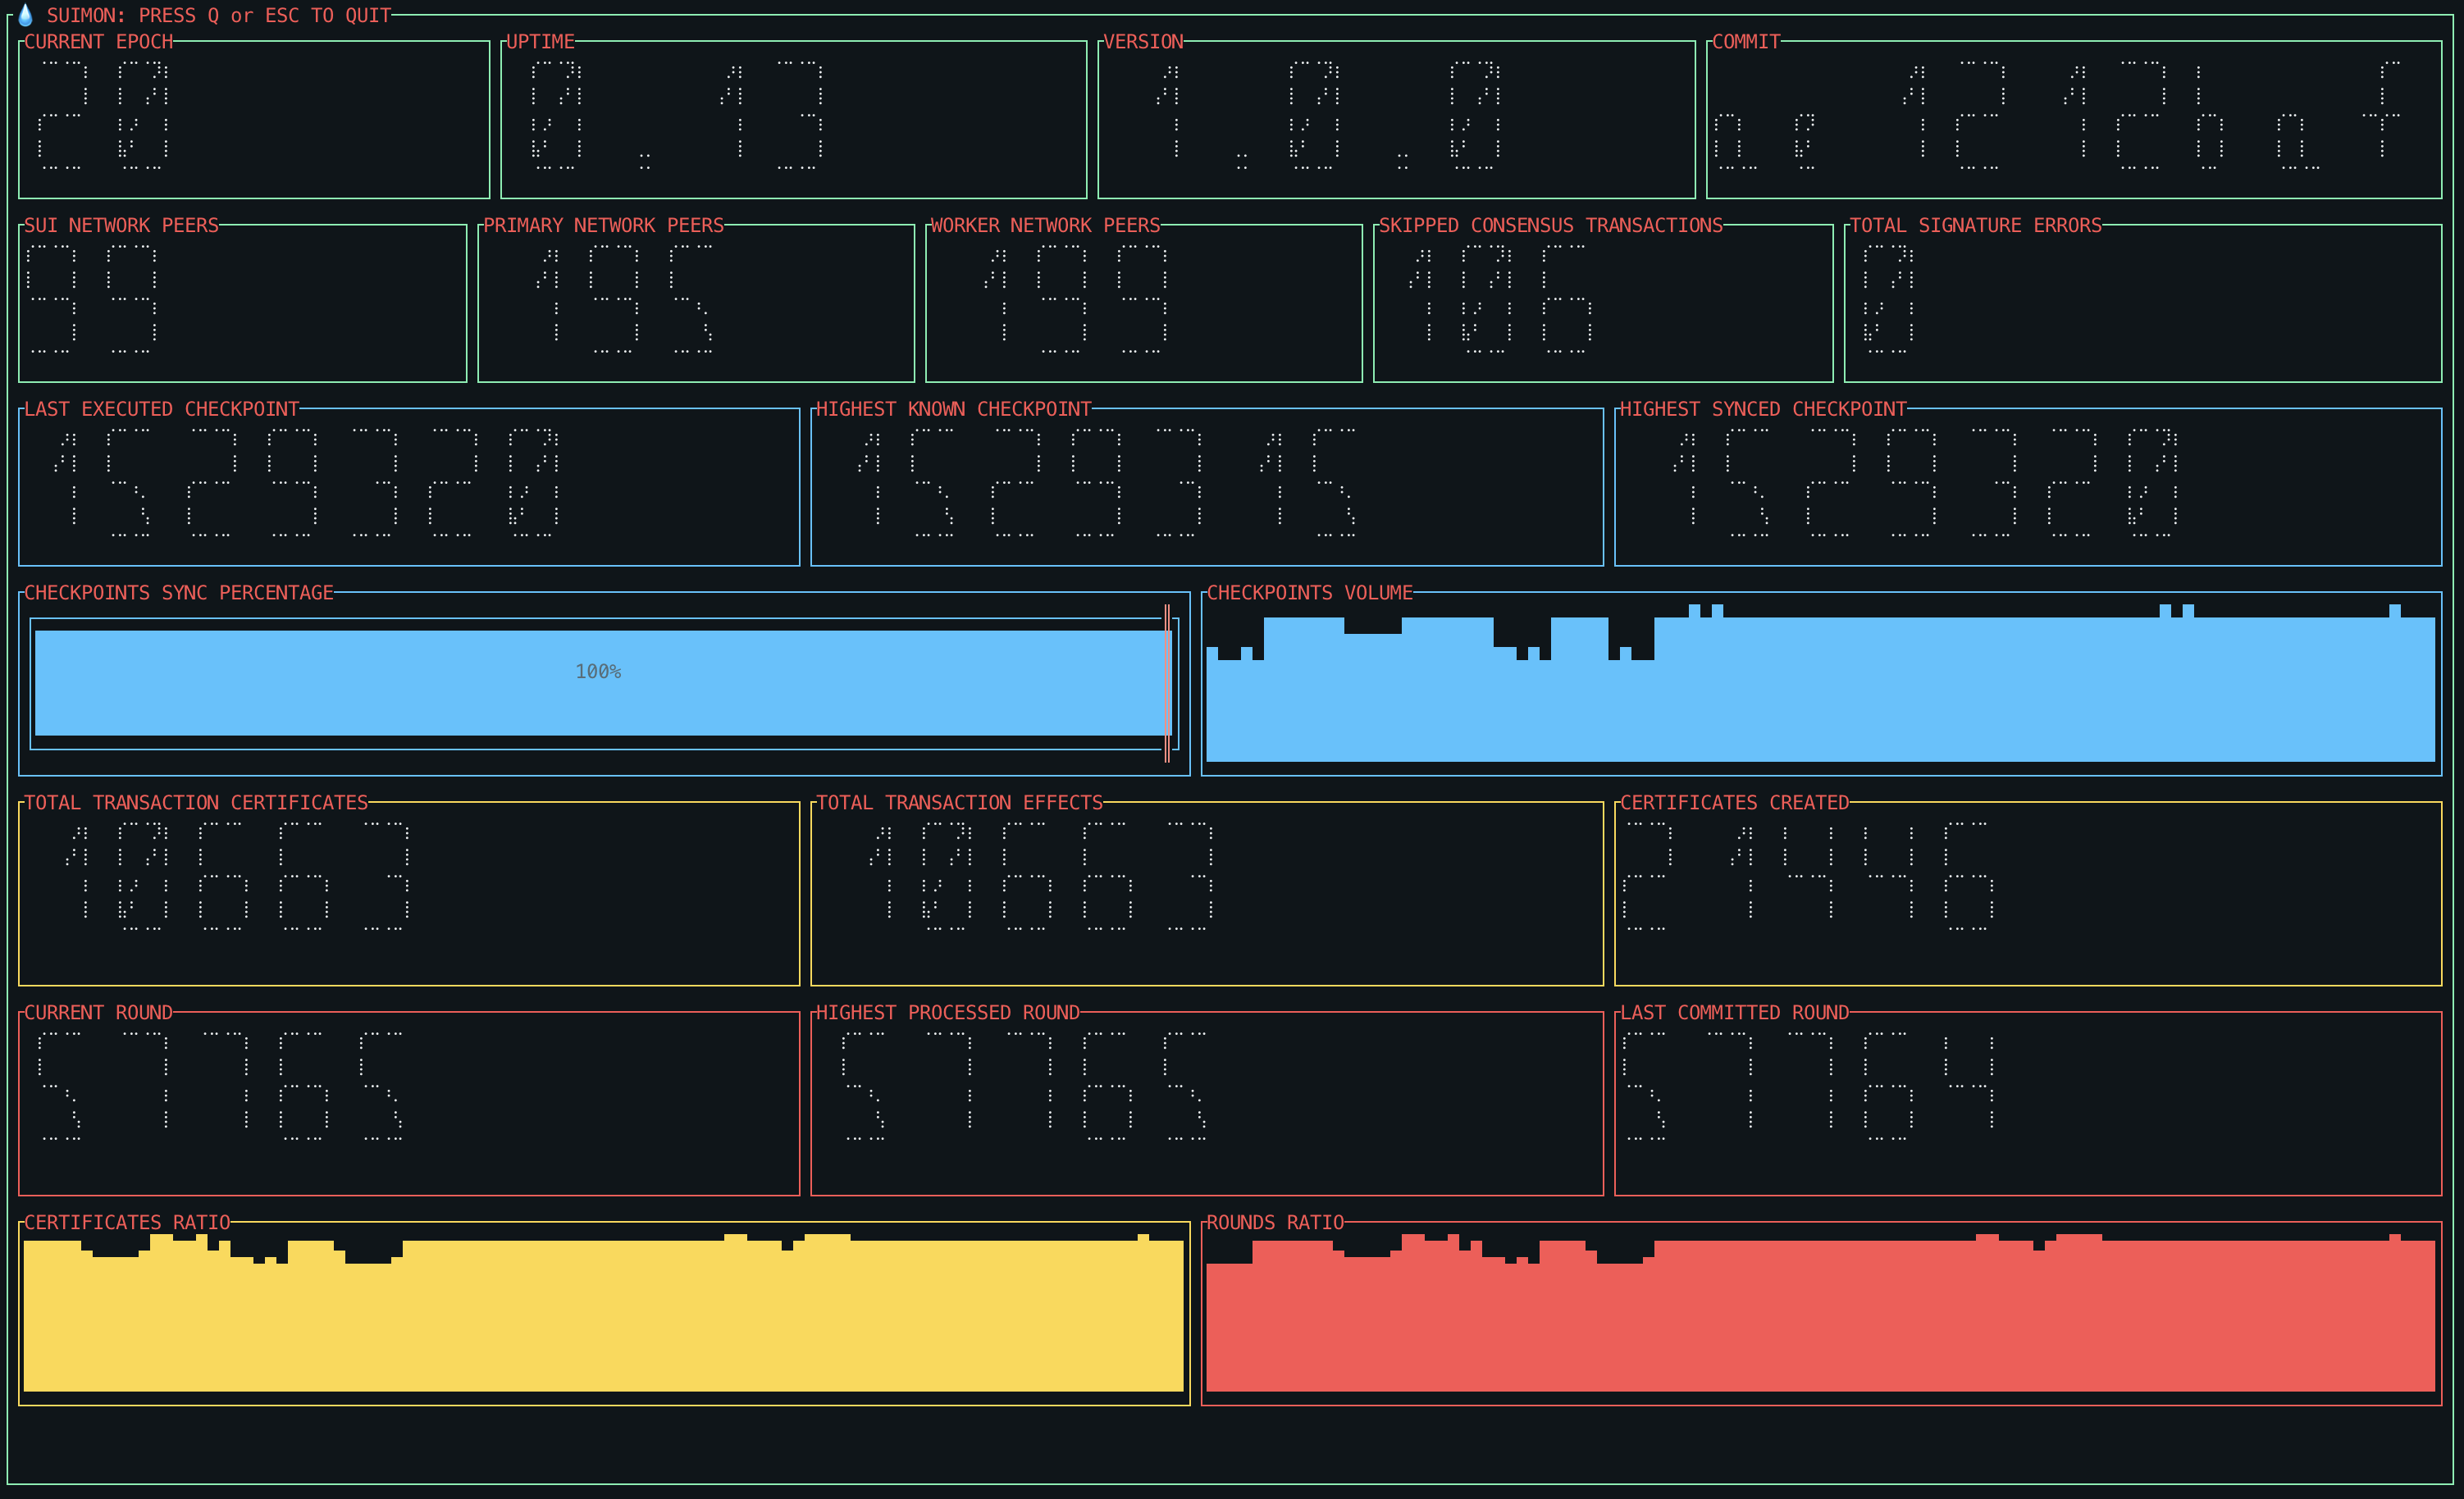 💧 SUIMON: PRESS Q or ESC TO QUIT
CURRENT EPOCH
20
UPTIME
0.13
VERSION
1.0.0
COMMIT
ae1212baf
SUI NETWORK PEERS
99
PRIMARY NETWORK PEERS
195
WORKER NETWORK PEERS
199
SKIPPED CONSENSUS TRANSACTIONS
106
TOTAL SIGNATURE ERRORS
0
LAST EXECUTED CHECKPOINT
1529320
HIGHEST KNOWN CHECKPOINT
1529315
HIGHEST SYNCED CHECKPOINT
1529320
CHECKPOINTS SYNC PERCENTAGE
100%
CHECKPOINTS VOLUME
TOTAL TRANSACTION CERTIFICATES
10663
TOTAL TRANSACTION EFFECTS
10663
CERTIFICATES CREATED
21446
CURRENT ROUND
57765
HIGHEST PROCESSED ROUND
57765
LAST COMMITTED ROUND
57764
CERTIFICATES RATIO
ROUNDS RATIO